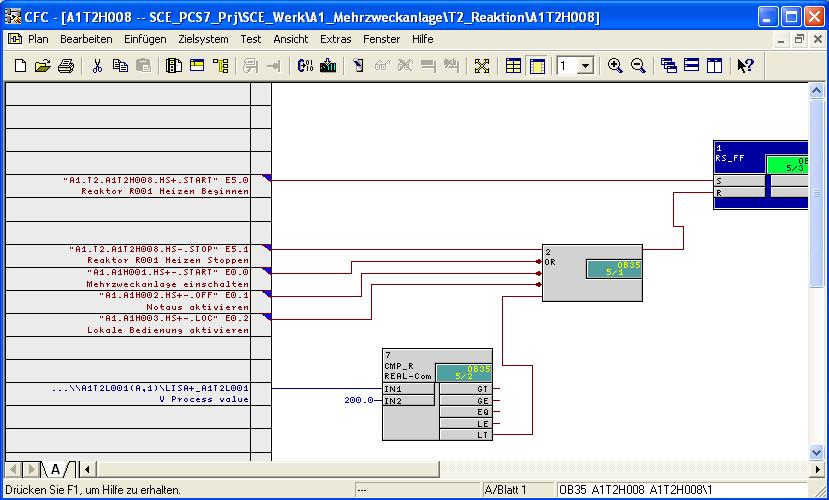 CFC - [A1T2H008 -- SCE_PCS7_Prj\SCE_Werk\A1_Mehrzweckanlage\T2_Reaktion\A1T2H008]
Plan Bearbeiten Einfügen Zielsystem Test Ansicht Extras Fenster Hilfe
1
1
RS_FF
OB35
5/3
"A1.T2.A1T2H008.HS+.START" E5.0
S
Reaktor R001 Heizen Beginnen
R
"A1.T2.A1T2H008.HS-.STOP" E5.1
Reaktor R001 Heizen Stoppen
"A1.A1H001.HS+-.START" E0.0
Mehrzweckanlage einschalten
"A1.A1H002.HS+-.OFF" E0.1
Notaus aktivieren
"A1.A1H003.HS+-.LOC" E0.2
Lokale Bedienung aktivieren
2
OR
OB35
5/1
7
CMP_R
REAL-Com
OB35
5/2
...\\A1T2L001(A,1)\LISA+_A1T2L001
V Process value
200.0
IN1
IN2
GT
GE
EQ
LE
LT
A
Drücken Sie F1, um Hilfe zu erhalten.
---
A/Blatt 1
OB35 A1T2H008 A1T2H008\1